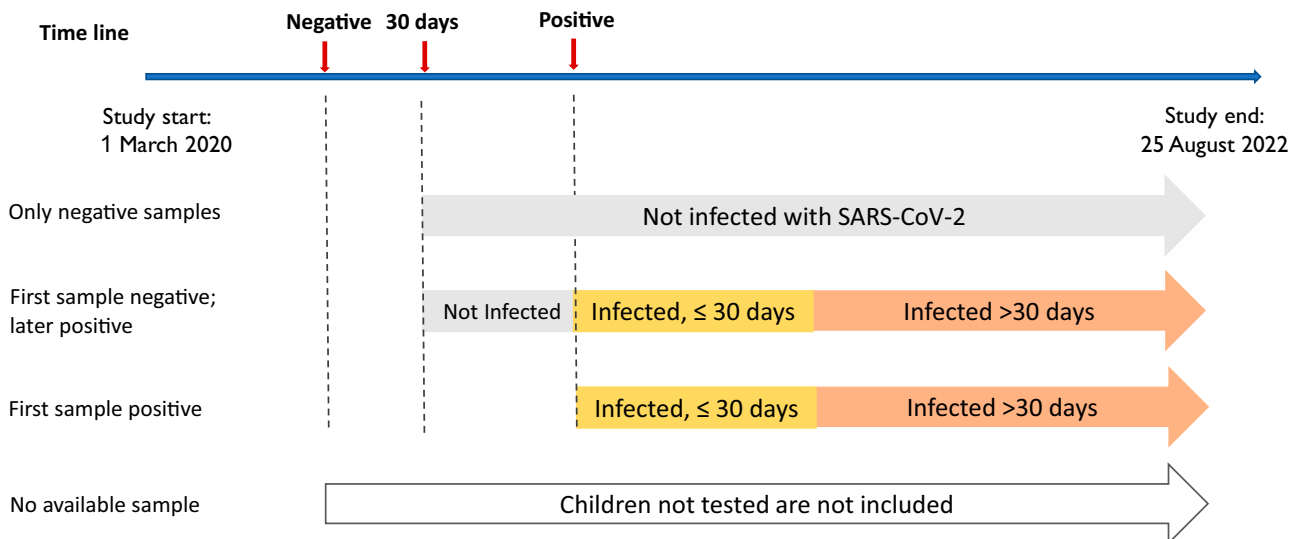 Time line
Negative 30 days Positive
Study start:
1 March 2020
Study end:
25 August 2022
Only negative samples
Not infected with SARS-CoV-2
First sample negative;
later positive
Not Infected
Infected, ≤ 30 days
Infected >30 days
First sample positive
Infected, ≤ 30 days
Infected >30 days
No available sample
Children not tested are not included